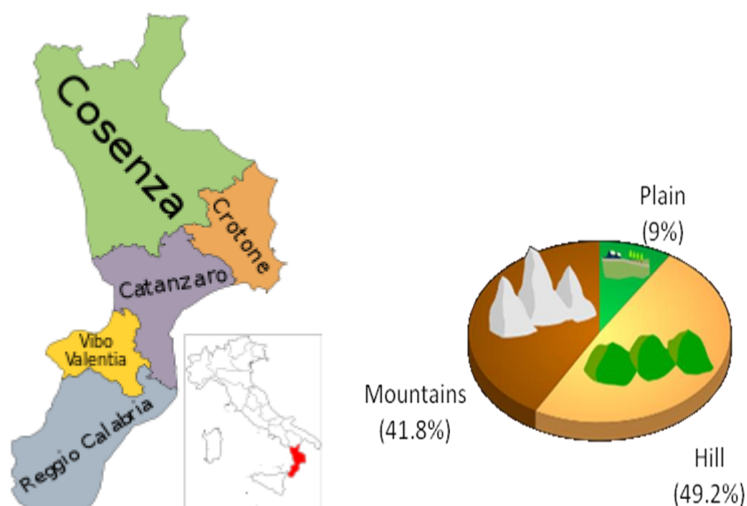 Cosenza
Crotone
Catanzaro
Vibo
Valentia
Reggio Calabria
Plain
(9%)
Mountains
(41.8%)
Hill
(49.2%)